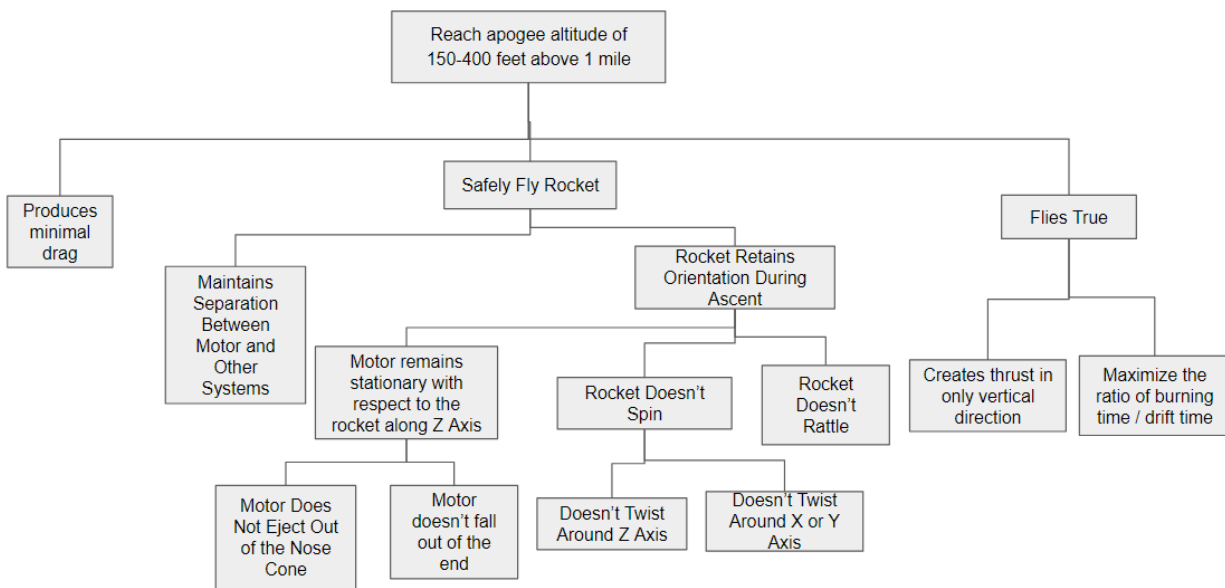 Reach apogee altitude of
150-400 feet above 1 mile
Produces
minimal
drag
Safely Fly Rocket
Flies True
Maintains
Separation
Between
Motor and
Other
Systems
Rocket Retains
Orientation During
Ascent
Creates thrust in
only vertical
direction
Maximize the
ratio of burning
time / drift time
Motor remains
stationary with
respect to the
rocket along Z Axis
Rocket Doesn't
Spin
Rocket
Doesn't
Rattle
Motor Does
Not Eject Out
of the Nose
Cone
Motor
doesn't fall
out of the
end
Doesn't Twist
Around Z Axis
Doesn't Twist
Around X or Y
Axis